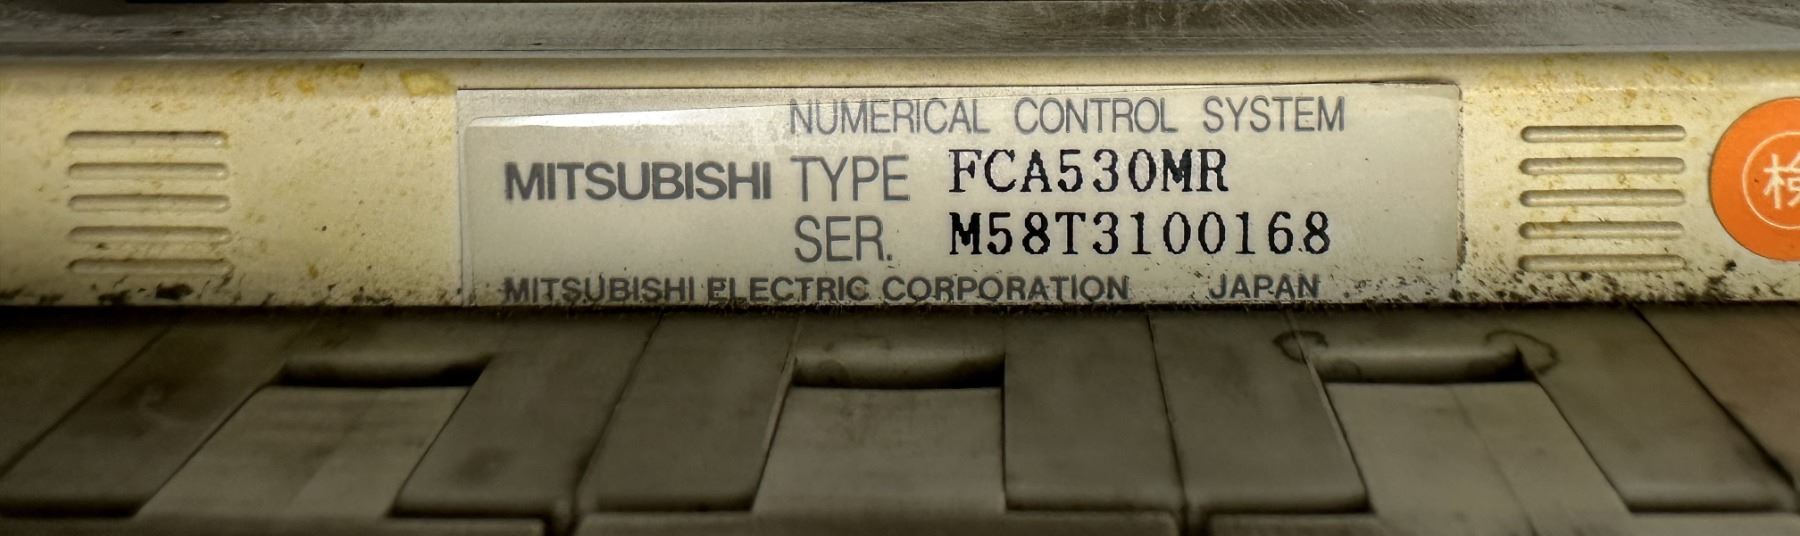 NUMERICAL CONTROL SYSTEM
MITSUBISHI TYPE FCA530MR
SER. M58T3100168
MITSUBISHI ELECTRIC CORPORATION JAPAN
検